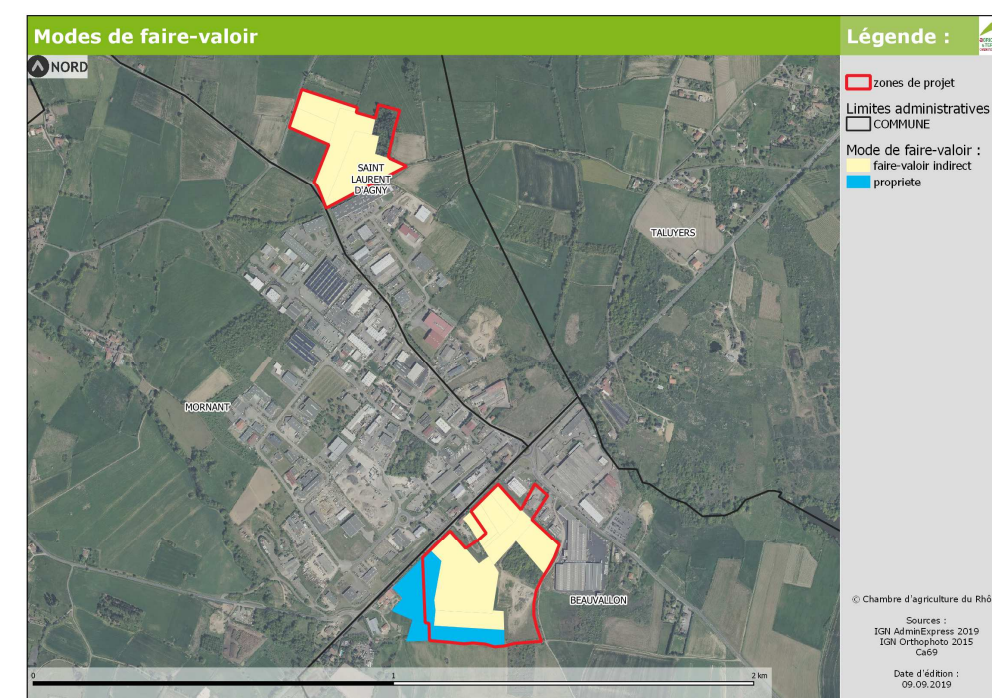 Modes de faire-valoir
Légende :
NORD
zones de projet
Limites administratives
COMMUNE
Mode de faire-valoir :
faire-valoir indirect
propriete
SAINT
LAURENT
D'AGNY
TALUYERS
MORNANT
BEAUVALLON
© Chambre d'agriculture du Rhô
Sources :
IGN AdminExpress 2019
IGN Orthophoto 2015
Ca69
Date d'édition :
09.09.2019
0 1 2 km